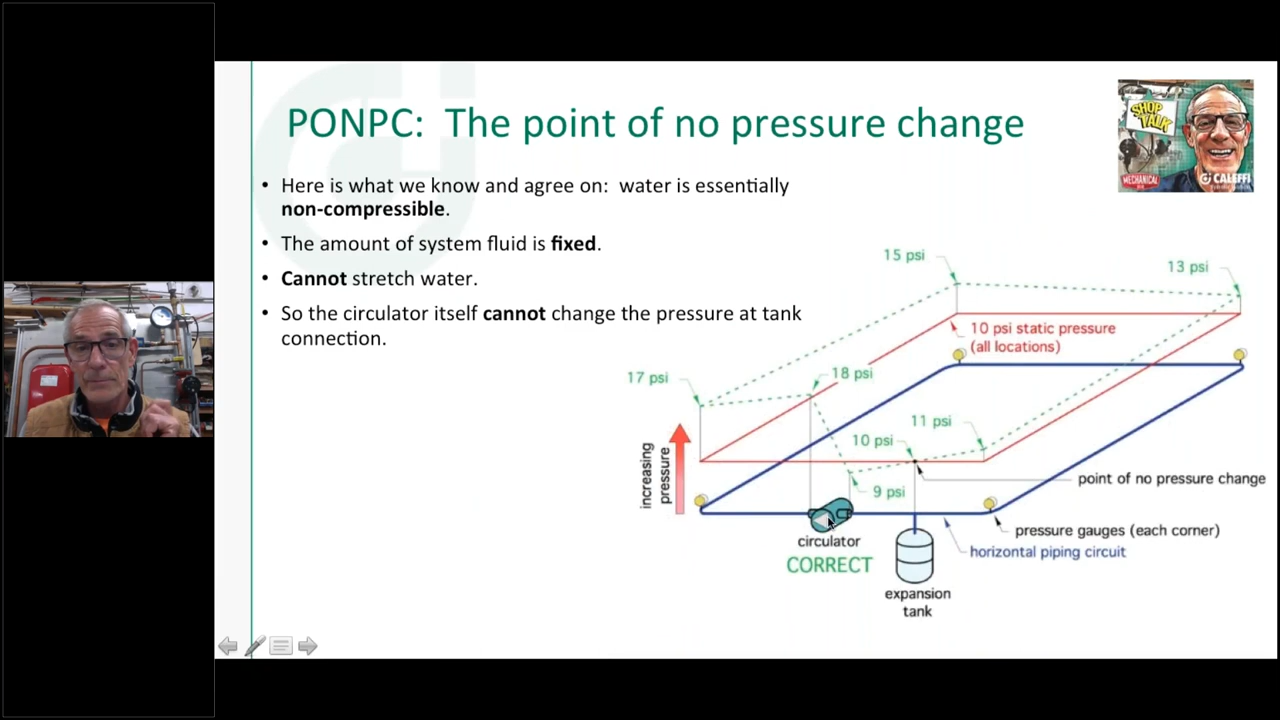 PONPC: The point of no pressure change
SHOP
TALK
MECHANICAL
CALEFFI
• Here is what we know and agree on: water is essentially
non-compressible.
• The amount of system fluid is fixed.
• Cannot stretch water.
• So the circulator itself cannot change the pressure at tank
connection.
15 psi
13 psi
10 psi static pressure
(all locations)
17 psi
18 psi
11 psi
10 psi
9 psi
increasing
pressure
point of no pressure change
pressure gauges (each corner)
horizontal piping circuit
circulator
CORRECT
expansion
tank